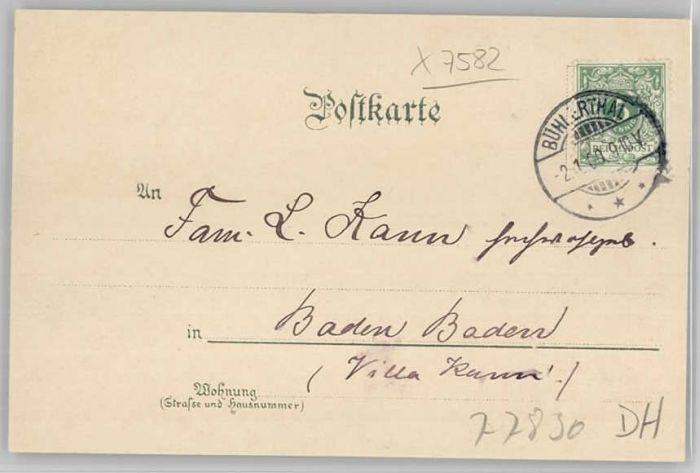 X 7582
Postkarte
BÜHLERTHAL
REICHSPOST
An
Fam. L. Kann
in Baden Baden
(Villa Kann!)
Wohnung
(Straße und Hausnummer)
77830 DH